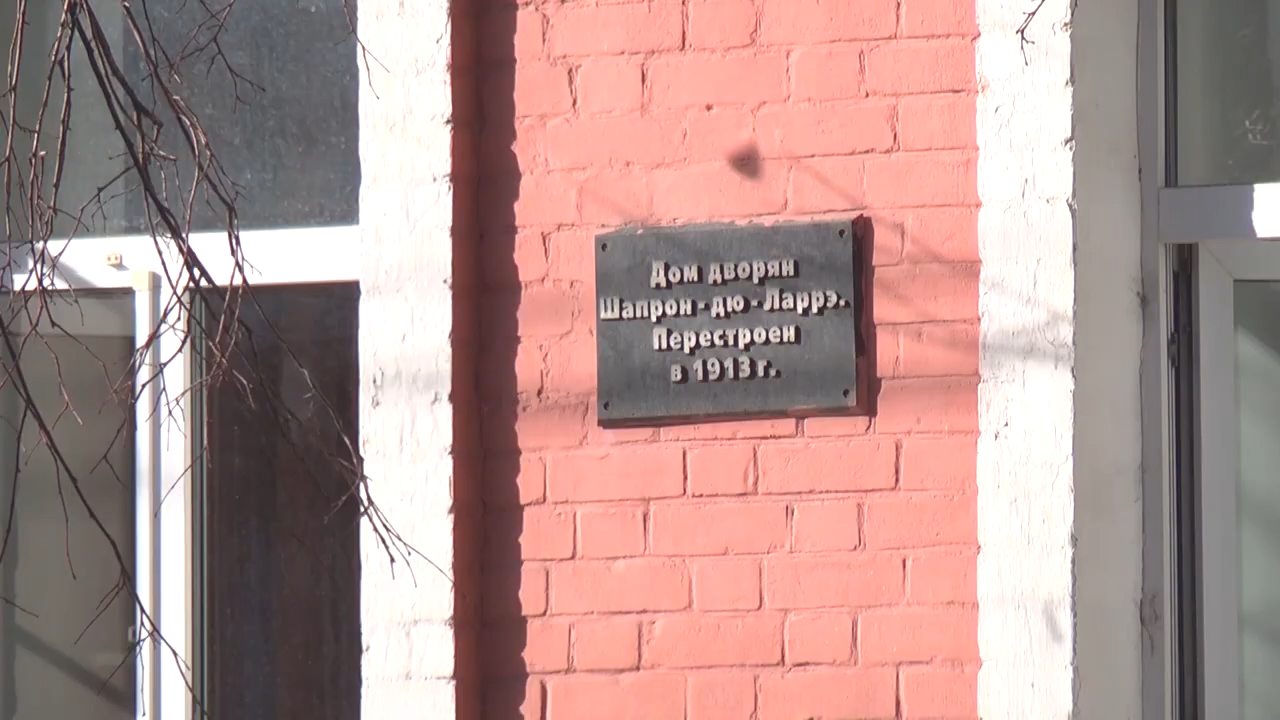 Дом дворян
Шапрон-дю-Ларрэ.
Перестроен
в 1913 г.